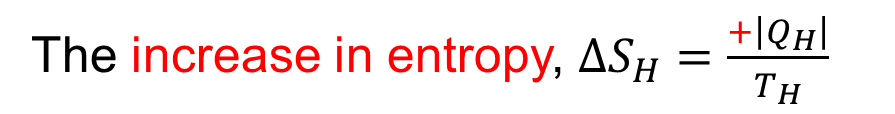 The increase in entropy, ΔS_H = +|Q_H| / T_H